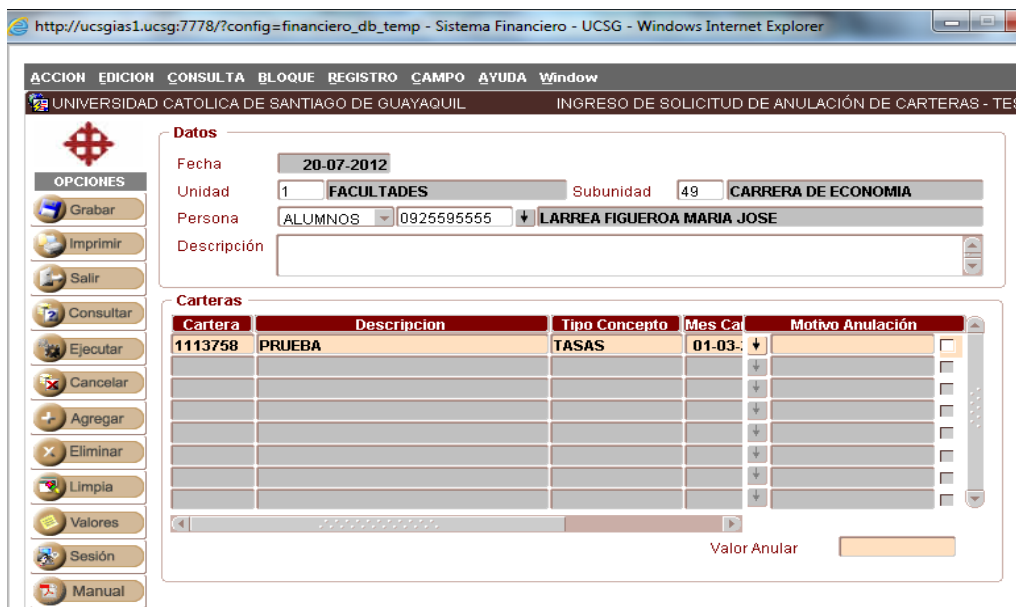 http://ucsgias1.ucsg:7778/?config=financiero_db_temp - Sistema Financiero - UCSG - Windows Internet Explorer
ACCION EDICION CONSULTA BLOQUE REGISTRO CAMPO AYUDA Window
UNIVERSIDAD CATOLICA DE SANTIAGO DE GUAYAQUIL INGRESO DE SOLICITUD DE ANULACIÓN DE CARTERAS - TES
OPCIONES
Grabar
Imprimir
Salir
Consultar
Ejecutar
Cancelar
Agregar
Eliminar
Limpia
Valores
Sesión
Manual
Datos
Fecha 20-07-2012
Unidad 1 FACULTADES Subunidad 49 CARRERA DE ECONOMIA
Persona ALUMNOS 0925595555 LARREA FIGUEROA MARIA JOSE
Descripción
Carteras
Cartera Descripcion Tipo Concepto Mes Ca Motivo Anulación
1113758 PRUEBA TASAS 01-03-
Valor Anular